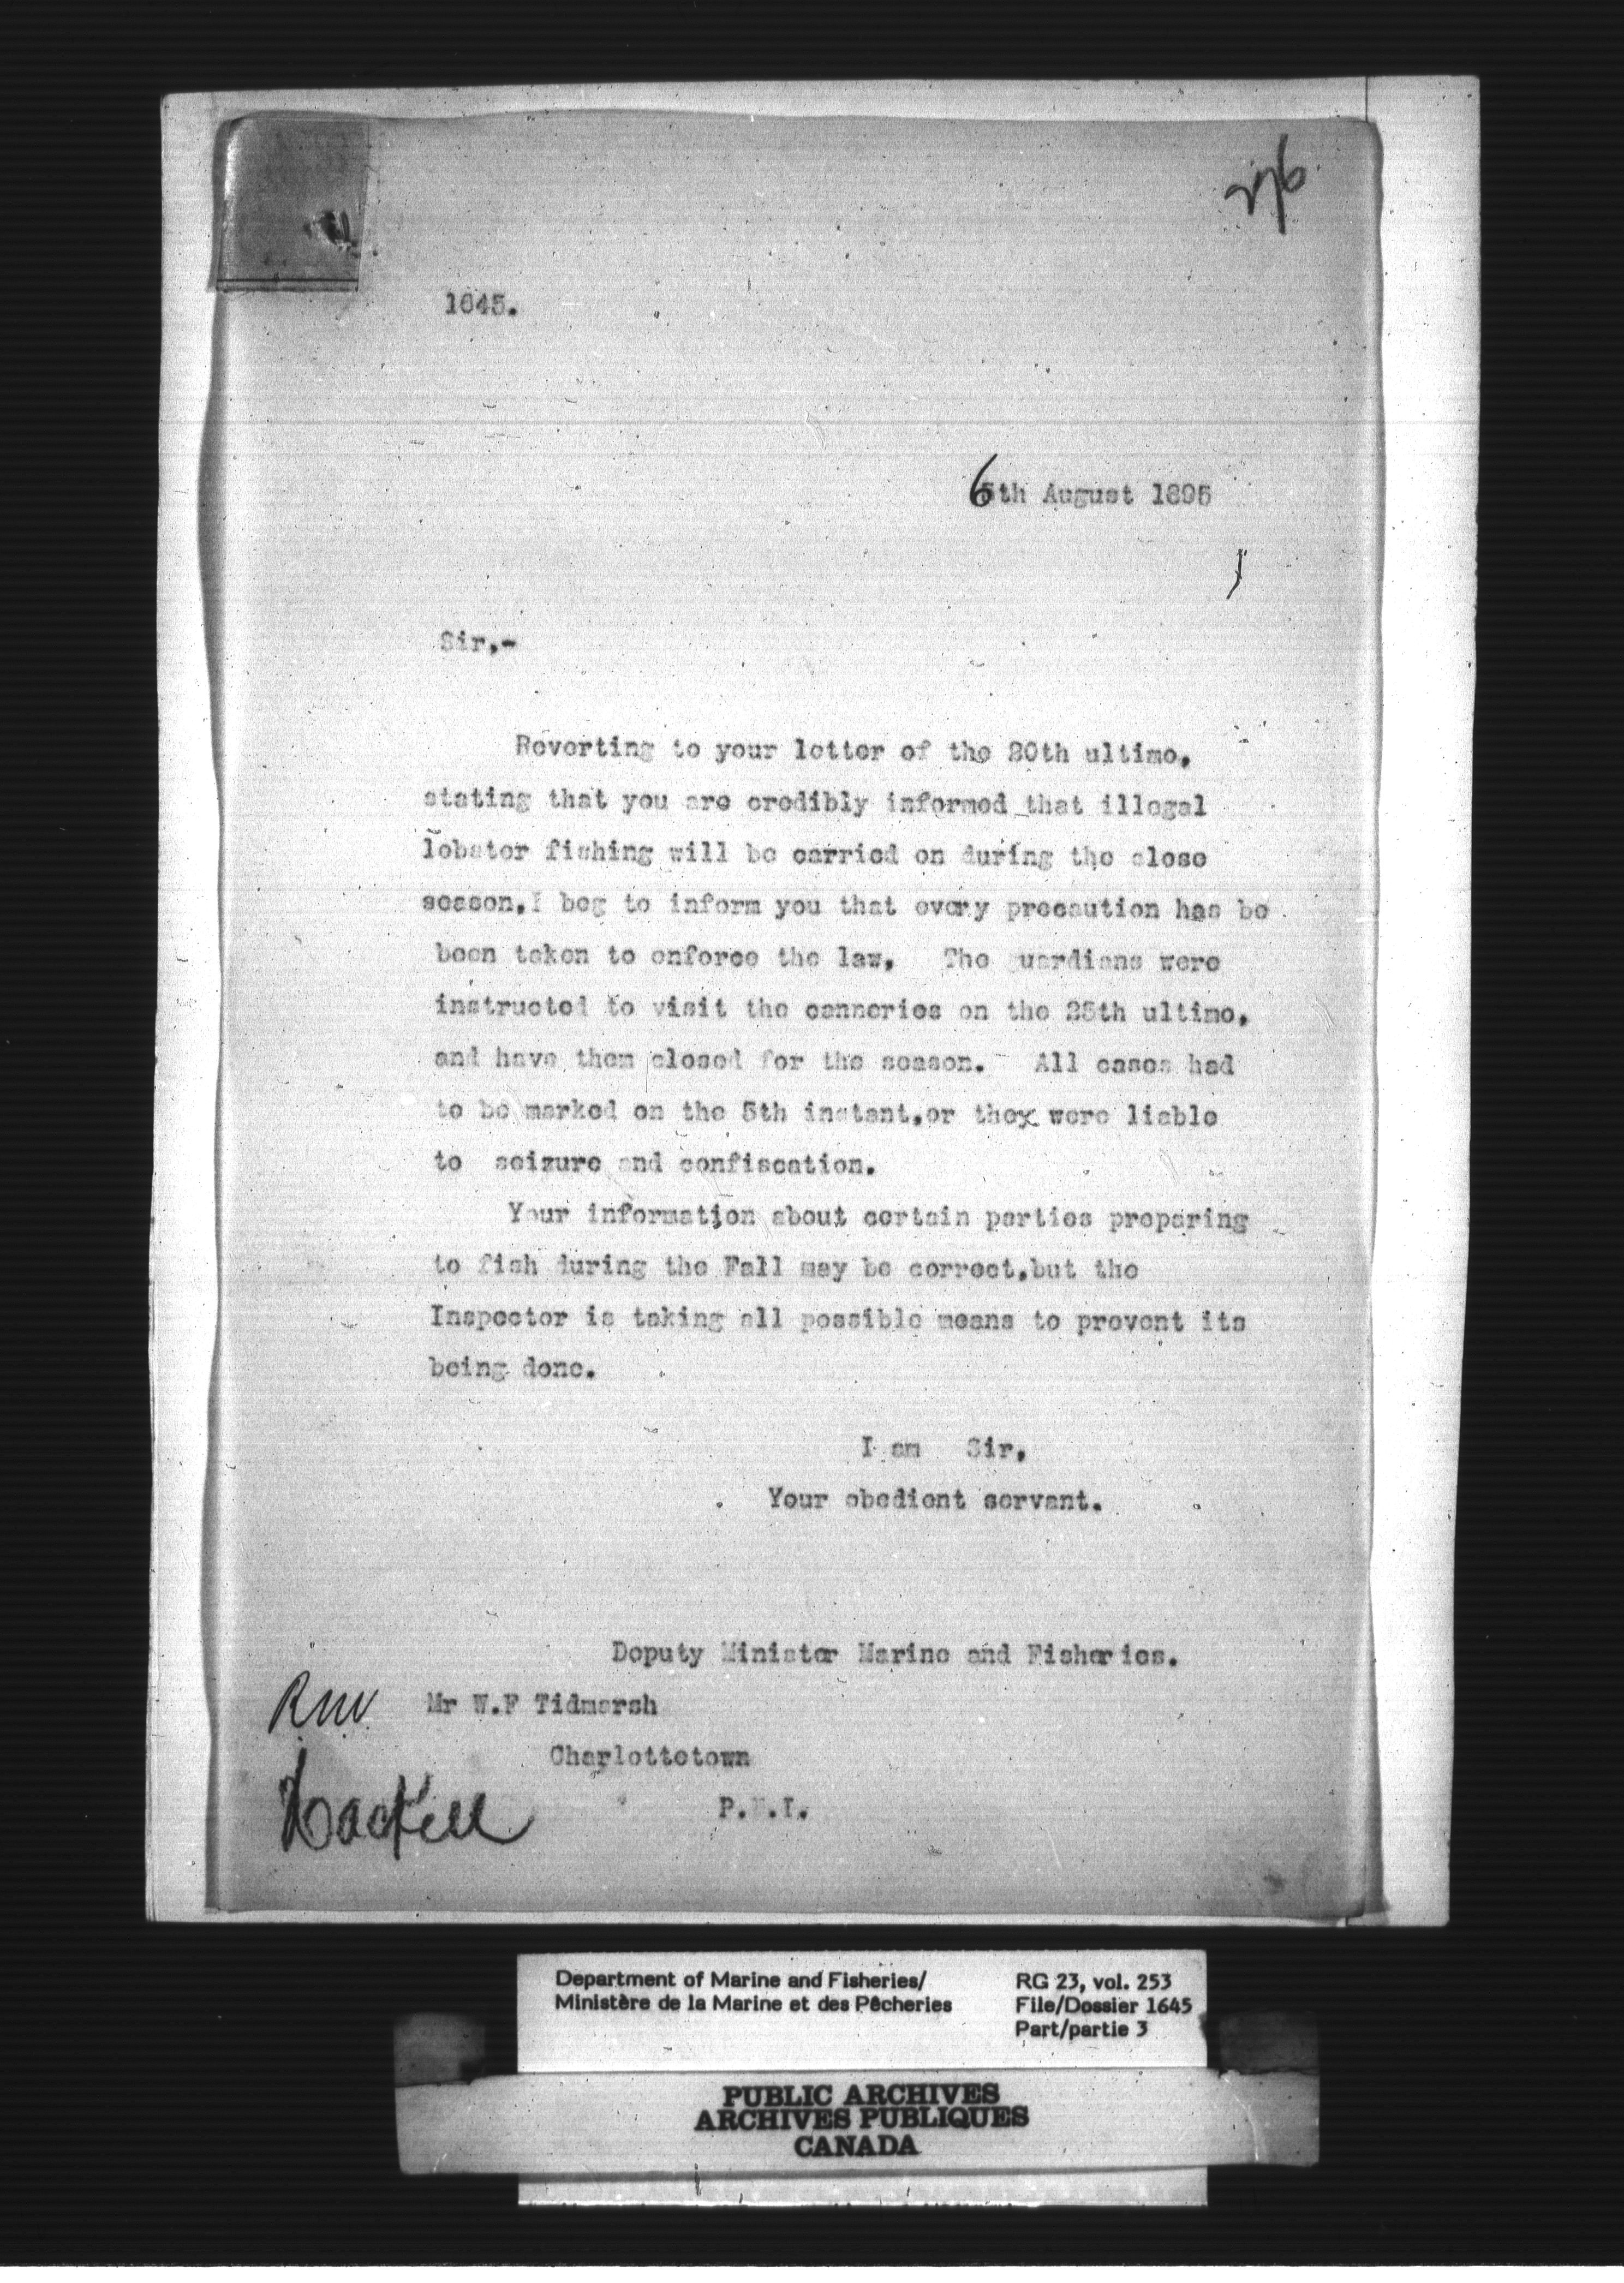 276
1645.
6th August 1895
Sir,-
Reverting to your letter of the 20th ultimo,
stating that you are credibly informed that illegal
lobster fishing will be carried on during the close
season, I beg to inform you that every precaution has be
been taken to enforce the law. The guardians were
instructed to visit the canneries on the 25th ultimo,
and have them closed for the season. All cases had
to be marked on the 5th instant, or they were liable
to seizure and confiscation.
Your information about certain parties preparing
to fish during the Fall may be correct, but the
Inspector is taking all possible means to prevent its
being done.
I am Sir,
Your obedient servant.
Deputy Minister Marine and Fisheries.
Mr W.F Tidmarsh
Charlottetown
P.E.I.
Hackett
Department of Marine and Fisheries/
Ministère de la Marine et des Pêcheries
RG 23, vol. 253
File/Dossier 1645
Part/partie 3
PUBLIC ARCHIVES
ARCHIVES PUBLIQUES
CANADA